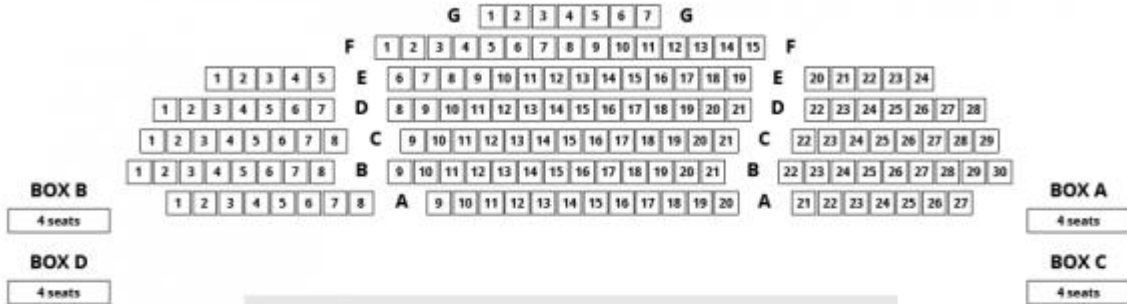 G 1 2 3 4 5 6 7 G
F 1 2 3 4 5 6 7 8 9 10 11 12 13 14 15 F
1 2 3 4 5 E 6 7 8 9 10 11 12 13 14 15 16 17 18 19 E 20 21 22 23 24
1 2 3 4 5 6 7 D 8 9 10 11 12 13 14 15 16 17 18 19 20 21 D 22 23 24 25 26 27 28
1 2 3 4 5 6 7 8 C 9 10 11 12 13 14 15 16 17 18 19 20 21 C 22 23 24 25 26 27 28 29
1 2 3 4 5 6 7 8 B 9 10 11 12 13 14 15 16 17 18 19 20 21 B 22 23 24 25 26 27 28 29 30
1 2 3 4 5 6 7 8 A 9 10 11 12 13 14 15 16 17 18 19 20 A 21 22 23 24 25 26 27
BOX B
4 seats
BOX A
4 seats
BOX D
4 seats
BOX C
4 seats